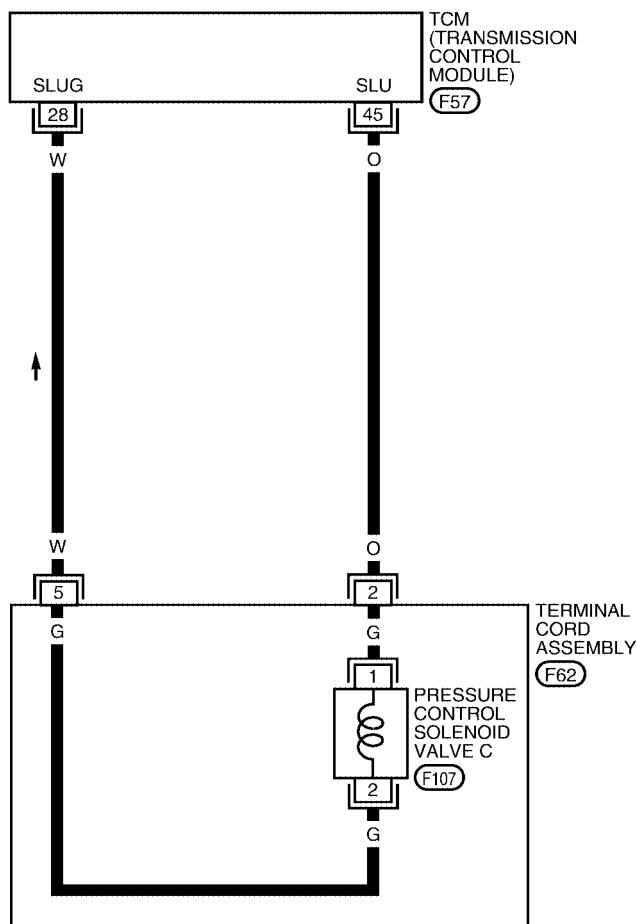 TCM
(TRANSMISSION
CONTROL
MODULE)
F57
SLUG
SLU
28
45
W
O
W
O
5
2
G
G
TERMINAL
CORD
ASSEMBLY
F62
1
PRESSURE
CONTROL
SOLENOID
VALVE C
F107
2
G